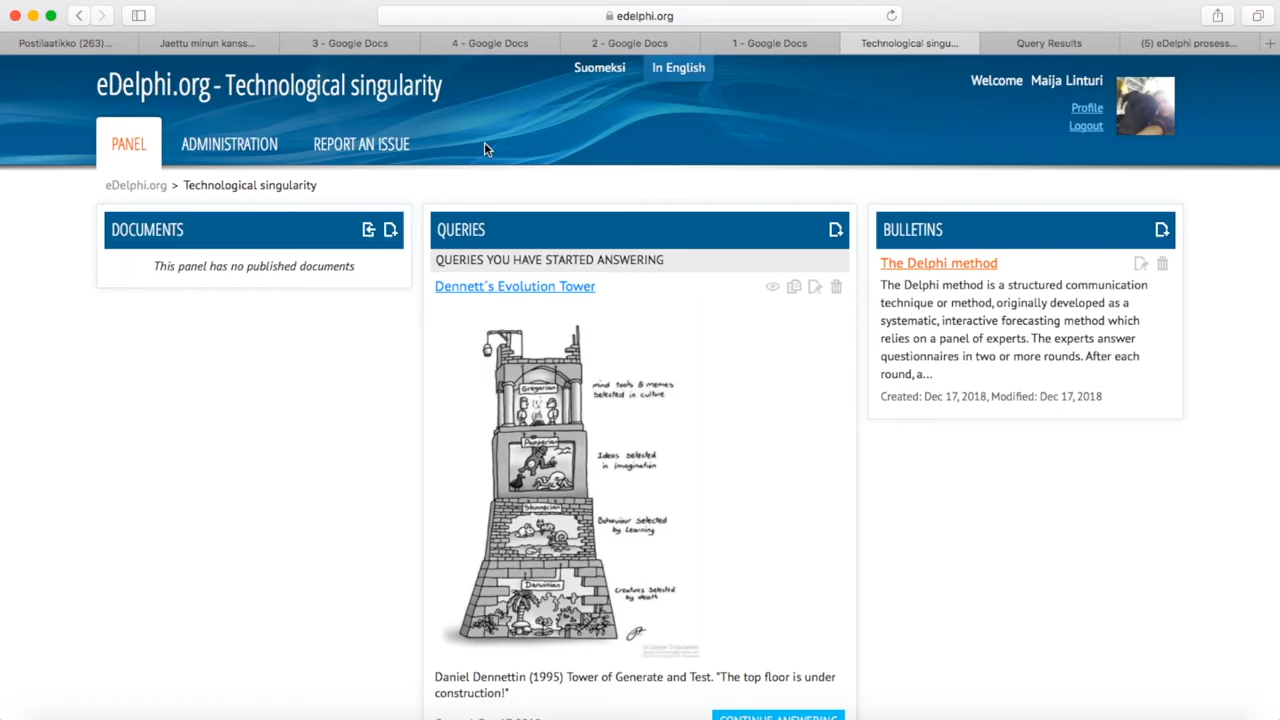 edelphi.org
Postilaatikko (263)...
Jaettu minun kanss...
3 - Google Docs
4 - Google Docs
2 - Google Docs
1 - Google Docs
Technological singu...
Query Results
(5) eDelphi prosess...
Suomeksi
In English
eDelphi.org - Technological singularity
Welcome Maija Linturi
Profile
Logout
PANEL
ADMINISTRATION
REPORT AN ISSUE
eDelphi.org > Technological singularity
DOCUMENTS
This panel has no published documents
QUERIES
QUERIES YOU HAVE STARTED ANSWERING
Dennett´s Evolution Tower
Gregorian
mind tools & memes
selected in culture
Popperian
Ideas selected
in imagination
Skinnerian
Behaviour selected
by learning
Darwinian
Creatures selected
by death
Daniel Dennettin (1995) Tower of Generate and Test. "The top floor is under
construction!"
CONTINUE ANSWERING
BULLETINS
The Delphi method
The Delphi method is a structured communication
technique or method, originally developed as a
systematic, interactive forecasting method which
relies on a panel of experts. The experts answer
questionnaires in two or more rounds. After each
round, a...
Created: Dec 17, 2018, Modified: Dec 17, 2018